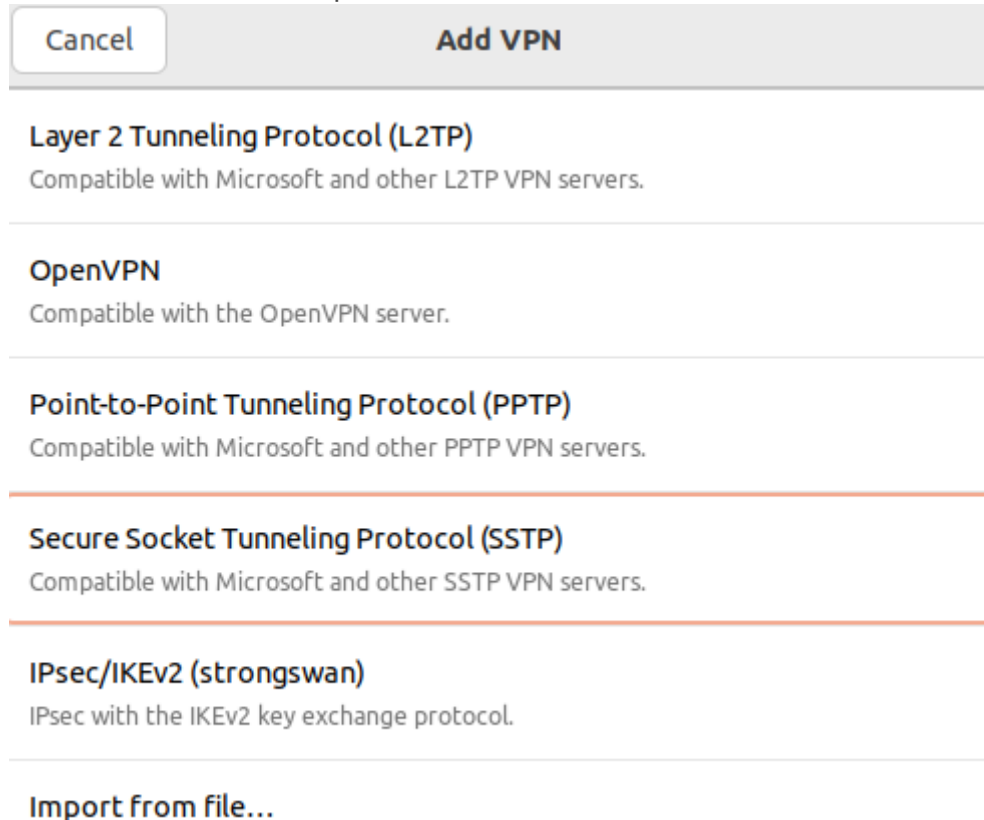 Cancel
Add VPN
Layer 2 Tunneling Protocol (L2TP)
Compatible with Microsoft and other L2TP VPN servers.
OpenVPN
Compatible with the OpenVPN server.
Point-to-Point Tunneling Protocol (PPTP)
Compatible with Microsoft and other PPTP VPN servers.
Secure Socket Tunneling Protocol (SSTP)
Compatible with Microsoft and other SSTP VPN servers.
IPsec/IKEv2 (strongswan)
IPsec with the IKEv2 key exchange protocol.
Import from file...